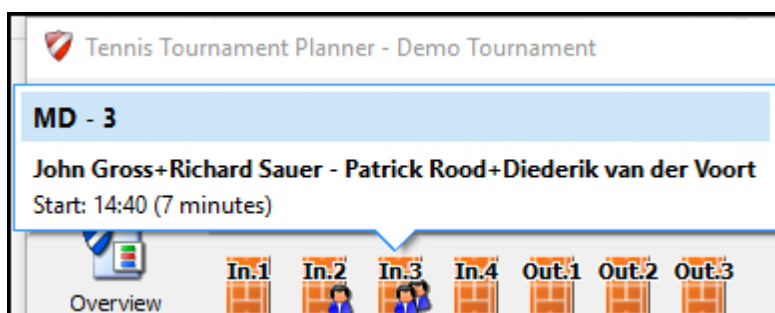 Tennis Tournament Planner - Demo Tournament
MD - 3
John Gross+Richard Sauer - Patrick Rood+Diederik van der Voort
Start: 14:40 (7 minutes)
In.1 In.2 In.3 In.4 Out.1 Out.2 Out.3
Overview